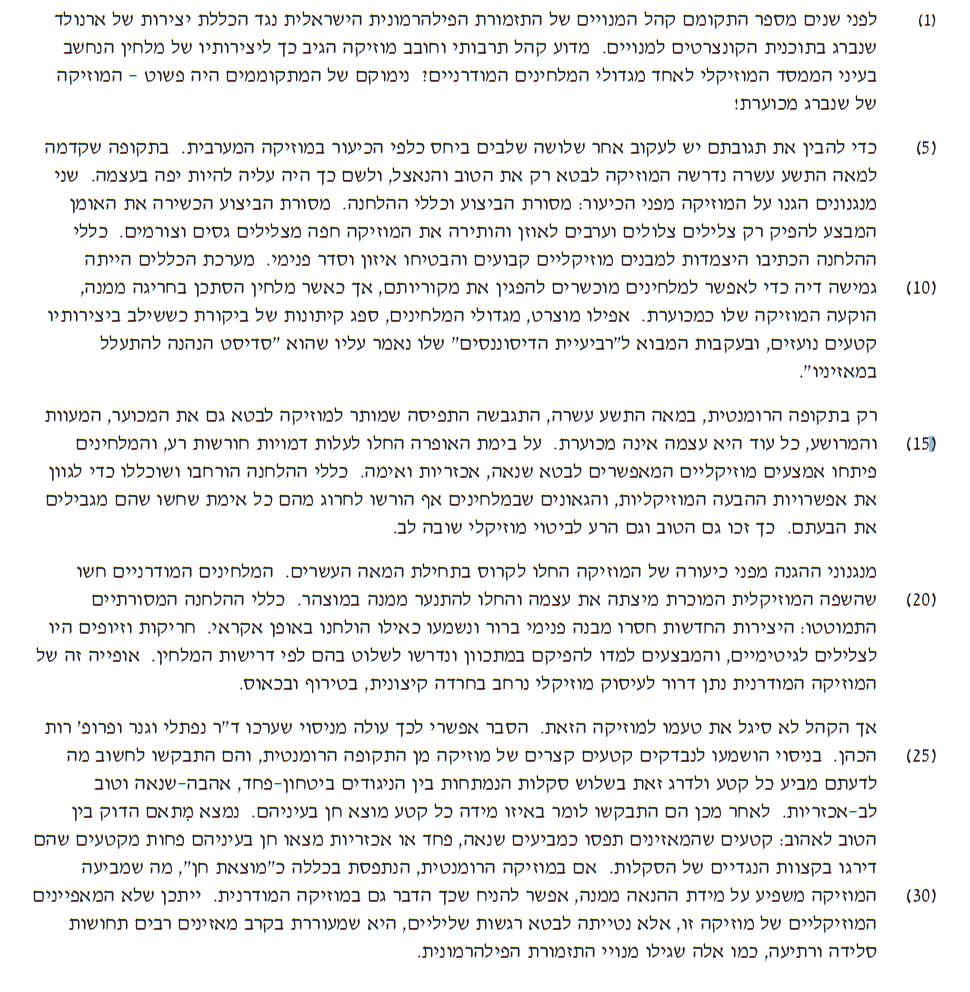 (1) לפני שנים מספר התקומם קהל המנויים של התזמורת הפילהרמונית הישראלית נגד הכללת יצירות של ארנולד
שנברג בתוכנית הקונצרטים למנויים. מדוע קהל תרבותי וחובב מוזיקה הגיב כך ליצירותיו של מלחין הנחשב
בעיני הממסד המוזיקלי לאחד מגדולי המלחינים המודרניים? נימוקם של המתקוממים היה פשוט – המוזיקה
של שנברג מכוערת!
(5) כדי להבין את תגובתם יש לעקוב אחר שלושה שלבים ביחס כלפי הכיעור במוזיקה המערבית. בתקופה שקדמה
למאה התשע עשרה נדרשה המוזיקה לבטא רק את הטוב והנאצל, ולשם כך היה עליה להיות יפה בעצמה. שני
מנגנונים הגנו על המוזיקה מפני הכיעור: מסורת הביצוע וכללי ההלחנה. מסורת הביצוע הכשירה את האומן
המבצע להפיק רק צלילים צלולים וערבים לאוזן והותירה את המוזיקה חפה מצלילים גסים וצורמים. כללי
ההלחנה הכתיבו היצמדות למבנים מוזיקליים קבועים והבטיחו איזון וסדר פנימי. מערכת הכללים הייתה
(10) גמישה דיה כדי לאפשר למלחינים מוכשרים להפגין את מקוריותם, אך כאשר מלחין הסתכן בחריגה ממנה,
הוקעה המוזיקה שלו כמכוערת. אפילו מוצרט, מגדולי המלחינים, ספג קיתונות של ביקורת כששילב ביצירותיו
קטעים נועזים, ובעקבות המבוא ל"רביעיית הדיסוננסים" שלו נאמר עליו שהוא "סדיסט הנהנה להתעלל
במאזיניו".
רק בתקופה הרומנטית, במאה התשע עשרה, התגבשה התפיסה שמותר למוזיקה לבטא גם את המכוער, המעוות
(15) והמרושע, כל עוד היא עצמה אינה מכוערת. על בימת האופרה החלו לעלות דמויות חורשות רע, והמלחינים
פיתחו אמצעים מוזיקליים המאפשרים לבטא שנאה, אכזריות ואימה. כללי ההלחנה הורחבו ושוכללו כדי לגוון
את אפשרויות ההבעה המוזיקליות, והגאונים שבמלחינים אף הורשו לחרוג מהם כל אימת שחשו שהם מגבילים
את הבעתם. כך זכו גם הטוב וגם הרע לביטוי מוזיקלי שובה לב.
מנגנוני ההגנה מפני כיעורה של המוזיקה החלו לקרוס בתחילת המאה העשרים. המלחינים המודרניים חשו
(20) שהשפה המוזיקלית המוכרת מיצתה את עצמה והחלו להתנער ממנה במוצהר. כללי ההלחנה המסורתיים
התמוטטו: היצירות החדשות חסרו מבנה פנימי ברור ונשמעו כאילו הולחנו באופן אקראי. חריקות וזיופים היו
לצלילים לגיטימיים, והמבצעים למדו להפיקם במתכוון ונדרשו לשלוט בהם לפי דרישות המלחין. אופייה זה של
המוזיקה המודרנית נתן דרור לעיסוק מוזיקלי נרחב בחרדה קיצונית, בטירוף ובכאוס.
אך הקהל לא סיגל את טעמו למוזיקה הזאת. הסבר אפשרי לכך עולה מניסוי שערכו ד"ר נפתלי וגנר ופרופ' רות
(25) הכהן. בניסוי הושמעו לנבדקים קטעים קצרים של מוזיקה מן התקופה הרומנטית, והם התבקשו לחשוב מה
לדעתם מביע כל קטע ולדרג זאת בשלוש סקלות הנמתחות בין הניגודים ביטחון–פחד, אהבה–שנאה וטוב
לב–אכזריות. לאחר מכן הם התבקשו לומר באיזו מידה כל קטע מוצא חן בעיניהם. נמצא מִתאם הדוק בין
הטוב לאהוב: קטעים שהמאזינים תפסו כמביעים שנאה, פחד או אכזריות מצאו חן בעיניהם פחות מקטעים שהם
דירגו בקצוות הנגדיים של הסקלות. אם במוזיקה הרומנטית, הנתפסת בכללה כ"מוצאת חן", מה שמביעה
(30) המוזיקה משפיע על מידת ההנאה ממנה, אפשר להניח שכך הדבר גם במוזיקה המודרנית. ייתכן שלא המאפיינים
המוזיקליים של מוזיקה זו, אלא נטייתה לבטא רגשות שליליים, היא שמעוררת בקרב מאזינים רבים תחושות
סלידה ורתיעה, כמו אלה שגילו מנויי התזמורת הפילהרמונית.